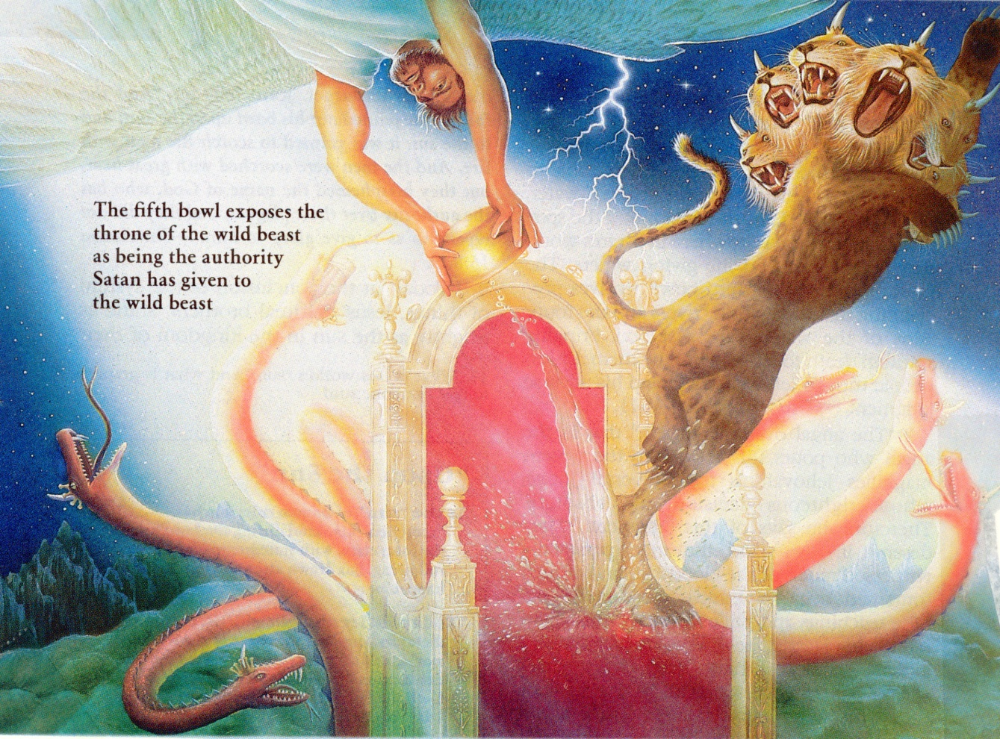 The fifth bowl exposes the
throne of the wild beast
as being the authority
Satan has given to
the wild beast